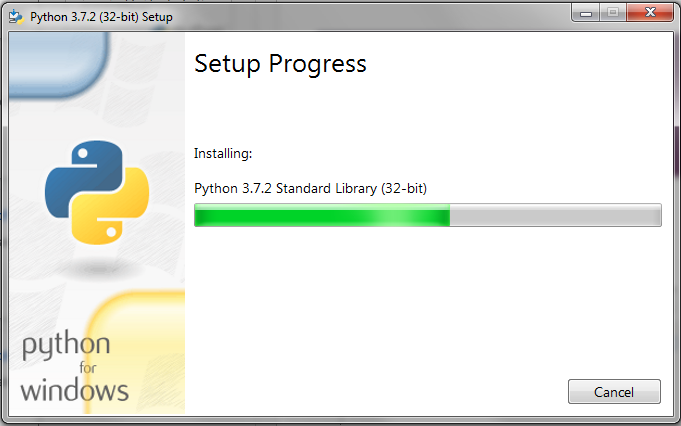 Python 3.7.2 (32-bit) Setup
Setup Progress
Installing:
Python 3.7.2 Standard Library (32-bit)
python
for
windows
Cancel